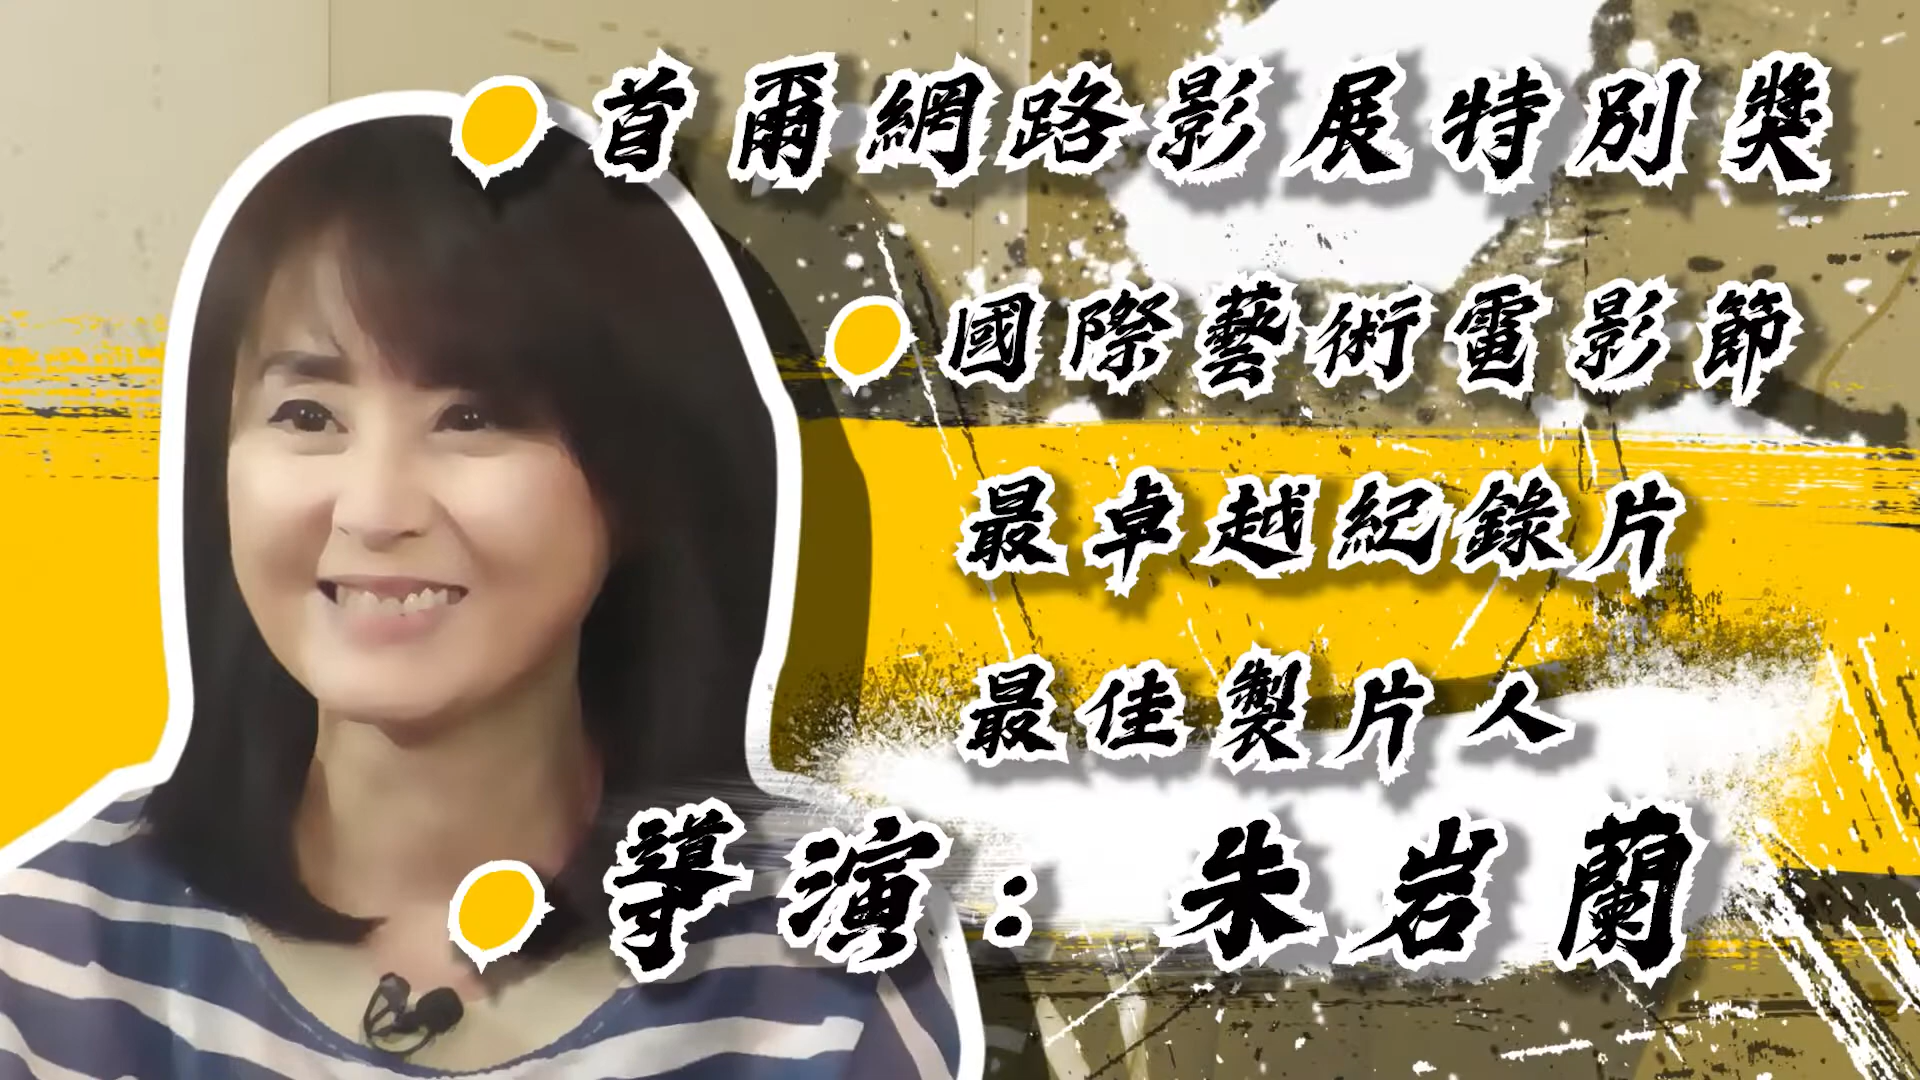 首爾網路影展特別獎
國際藝術電影節
最卓越紀錄片
最佳製片人
導演：朱岩蘭